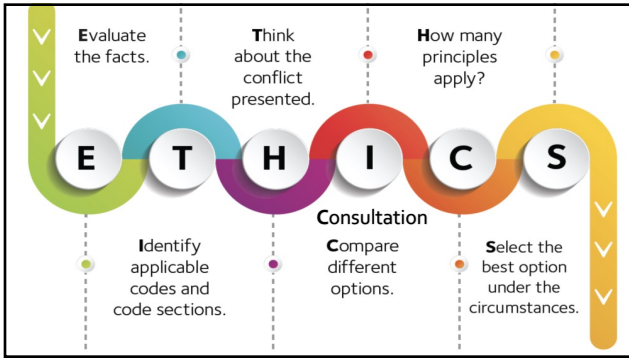 Evaluate
the facts.
Think
about the
conflict
presented.
How many
principles
apply?
E T H I C S
Consultation
Identify
applicable
codes and
code sections.
Compare
different
options.
Select the
best option
under the
circumstances.